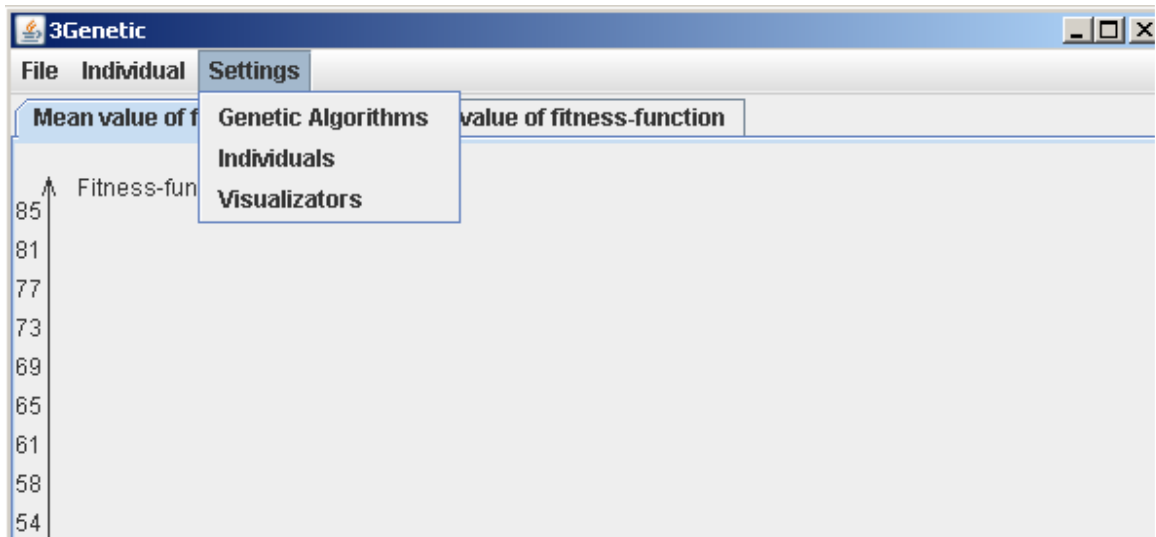 3Genetic
File Individual Settings
Mean value of f value of fitness-function
Genetic Algorithms
Individuals
Visualizators
Fitness-fun
85
81
77
73
69
65
61
58
54